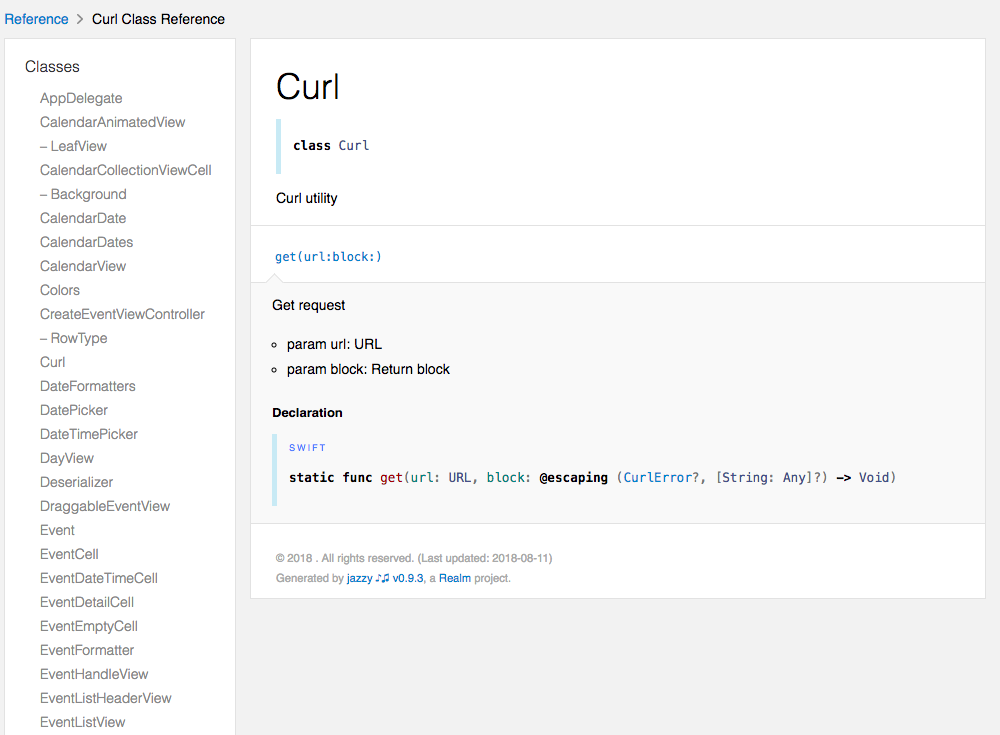 Reference > Curl Class Reference
Classes
AppDelegate
CalendarAnimatedView
– LeafView
CalendarCollectionViewCell
– Background
CalendarDate
CalendarDates
CalendarView
Colors
CreateEventViewController
– RowType
Curl
DateFormatters
DatePicker
DateTimePicker
DayView
Deserializer
DraggableEventView
Event
EventCell
EventDateTimeCell
EventDetailCell
EventEmptyCell
EventFormatter
EventHandleView
EventListHeaderView
EventListView
Curl
class Curl
Curl utility
get(url:block:)
Get request
param url: URL
param block: Return block
Declaration
SWIFT
static func get(url: URL, block: @escaping (CurlError?, [String: Any]?) -> Void)
© 2018 . All rights reserved. (Last updated: 2018-08-11)
Generated by jazzy ♪♫ v0.9.3, a Realm project.